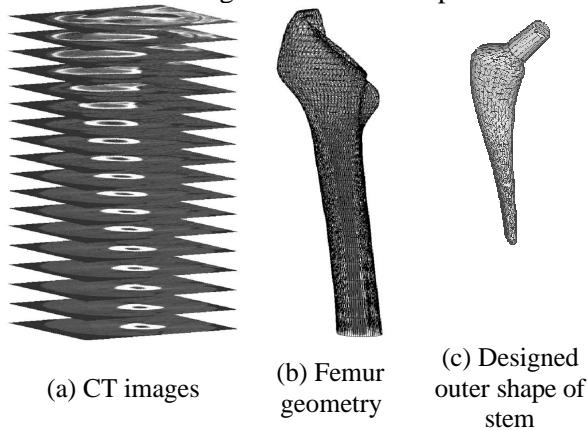 (a) CT images
(b) Femur
geometry
(c) Designed
outer shape of
stem